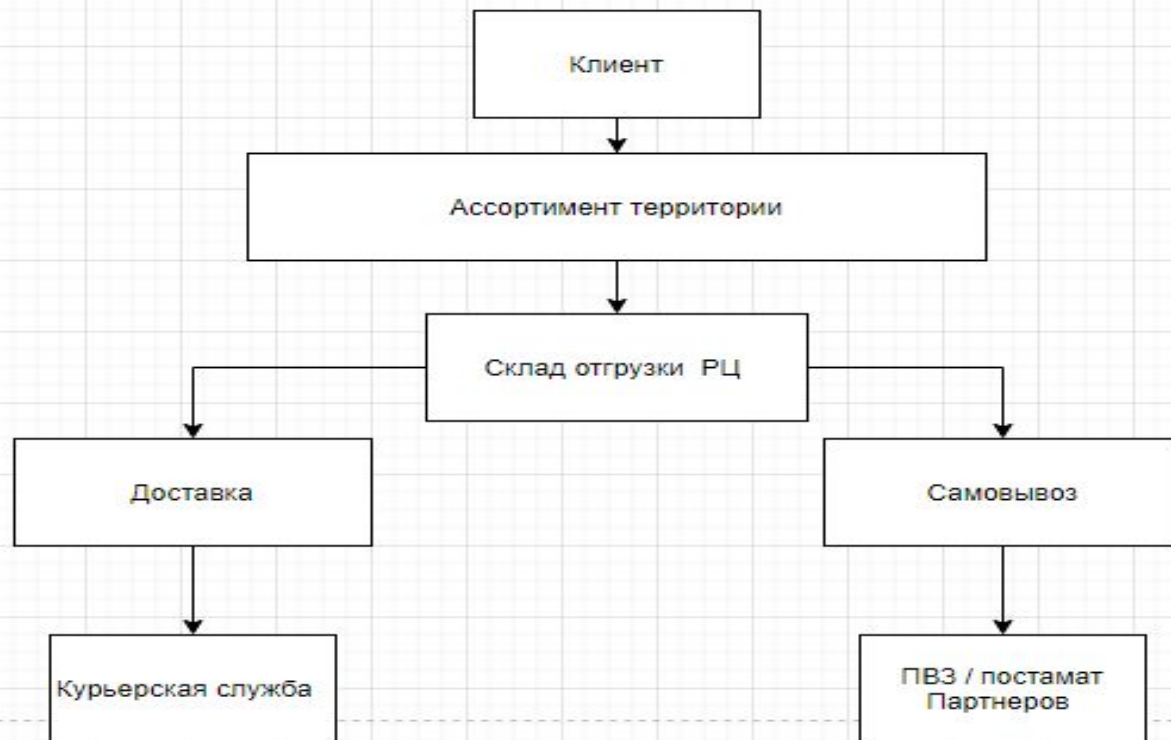 Клиент
Ассортимент территории
Склад отгрузки РЦ
Доставка
Самовывоз
Курьерская служба
ПВЗ / постамат
Партнеров